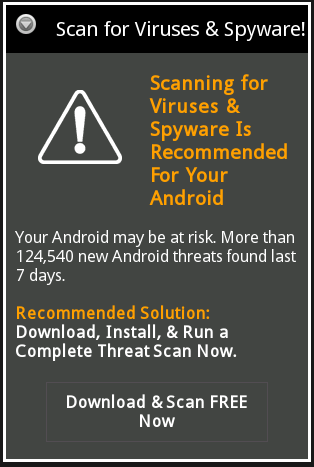 Scan for Viruses & Spyware!
Scanning for
Viruses &
Spyware Is
Recommended
For Your
Android
Your Android may be at risk. More than
124,540 new Android threats found last
7 days.
Recommended Solution:
Download, Install, & Run a
Complete Threat Scan Now.
Download & Scan FREE
Now